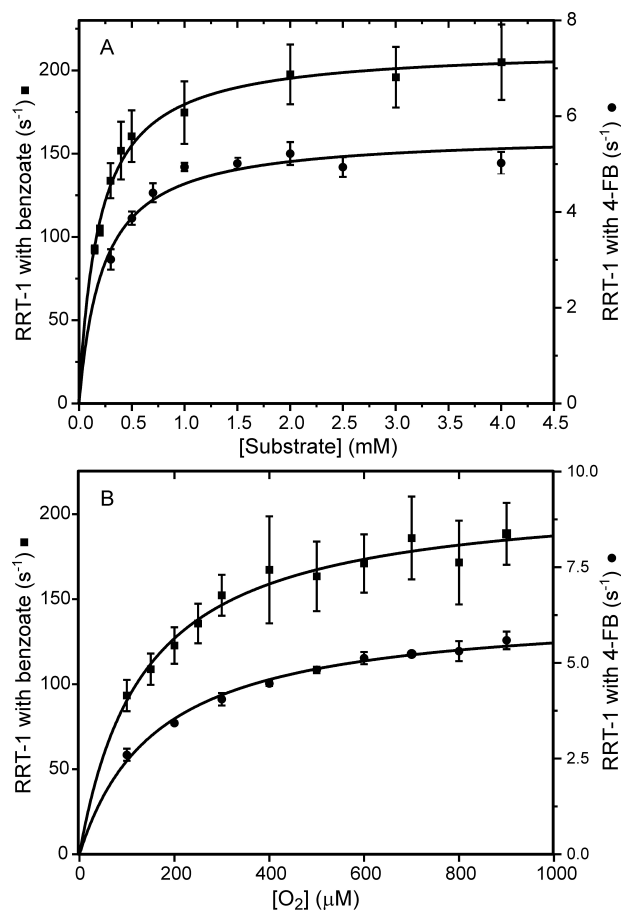 A
RRT-1 with benzoate (s⁻¹) ■
200
150
100
50
0
8
6
4
2
0
RRT-1 with 4-FB (s⁻¹) ●
0.0 0.5 1.0 1.5 2.0 2.5 3.0 3.5 4.0 4.5
[Substrate] (mM)
B
RRT-1 with benzoate (s⁻¹) ■
200
150
100
50
0
10.0
7.5
5.0
2.5
0.0
RRT-1 with 4-FB (s⁻¹) ●
0 200 400 600 800 1000
[O₂] (μM)